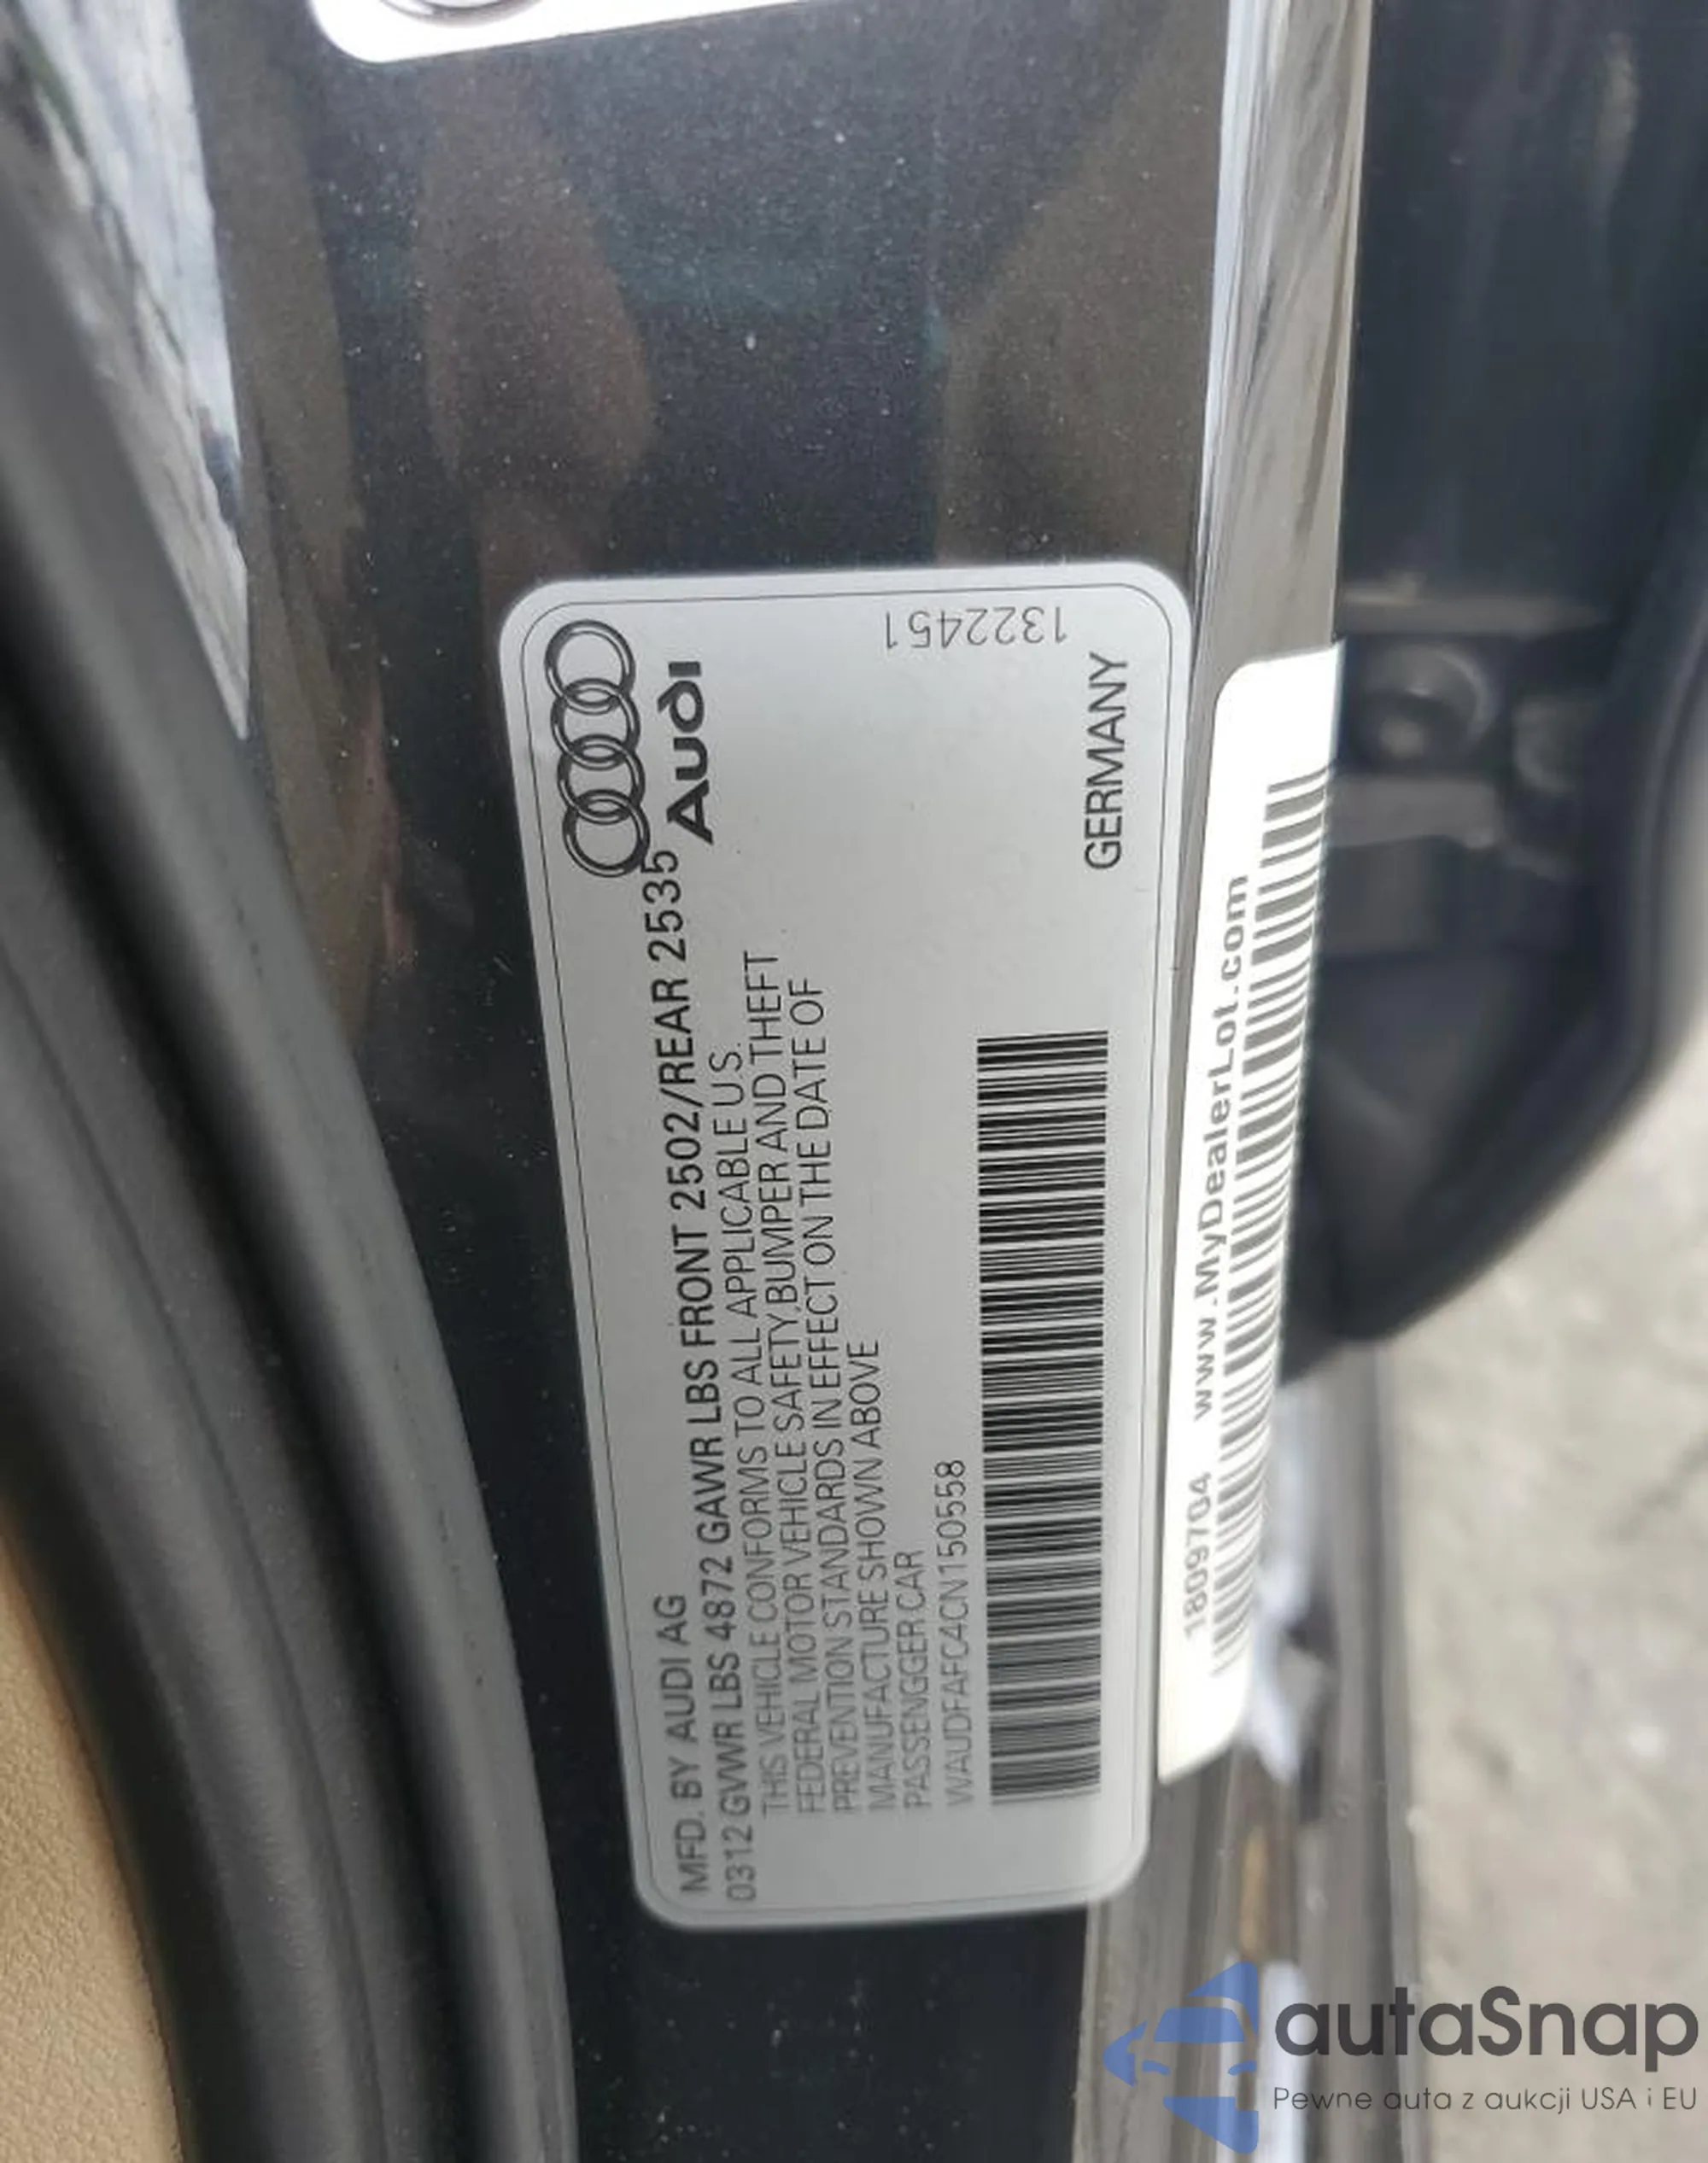 Audi
MFD. BY AUDI AG
0312 GVWR LBS 4872 GAWR LBS FRONT 2502/REAR 2535
THIS VEHICLE CONFORMS TO ALL APPLICABLE U.S.
FEDERAL MOTOR VEHICLE SAFETY,BUMPER AND THEFT
PREVENTION STANDARDS IN EFFECT ON THE DATE OF
MANUFACTURE SHOWN ABOVE
PASSENGER CAR
WAUDFAFC4CN150558
GERMANY
1322451
1809704 www.MyDealerLot.com
autaSnap
Pewne auta z aukcji USA i EU